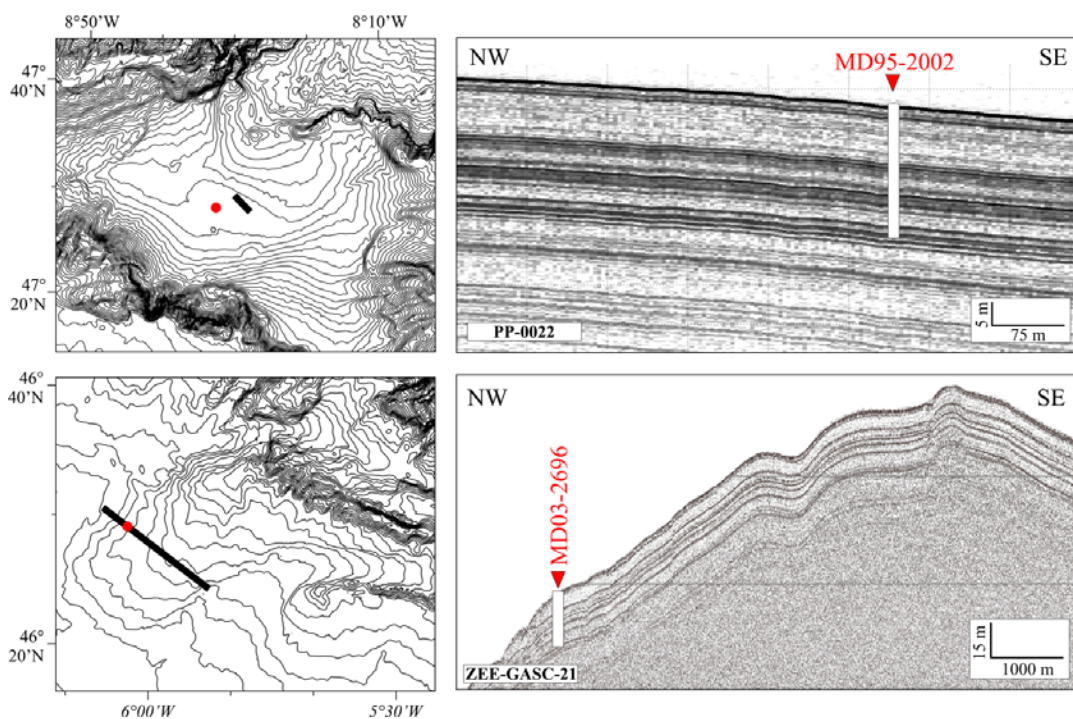 8°50'W 8°10'W
47°
40'N
47°
20'N
NW MD95-2002 SE
PP-0022
5 m
75 m
46°
40'N
46°
20'N
6°00'W 5°30'W
NW SE
MD03-2696
ZEE-GASC-21
15 m
1000 m